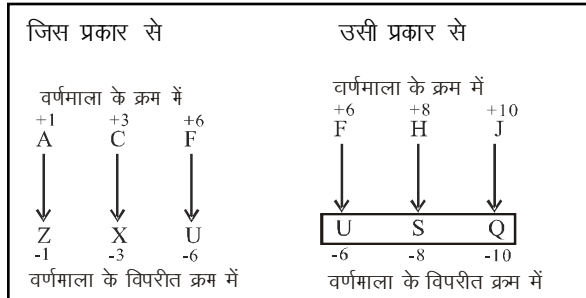 जिस प्रकार से
वर्णमाला के क्रम में
+1 +3 +6
A C F
Z X U
-1 -3 -6
वर्णमाला के विपरीत क्रम में
उसी प्रकार से
वर्णमाला के क्रम में
+6 +8 +10
F H J
U S Q
-6 -8 -10
वर्णमाला के विपरीत क्रम में